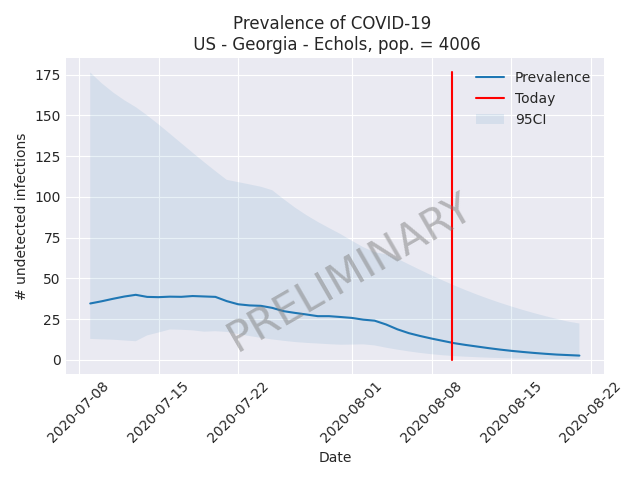 Prevalence of COVID-19
US - Georgia - Echols, pop. = 4006
175
150
125
100
75
50
25
0
# undetected infections
Prevalence
Today
95CI
PRELIMINARY
2020-07-08
2020-07-15
2020-07-22
2020-08-01
2020-08-08
2020-08-15
2020-08-22
Date